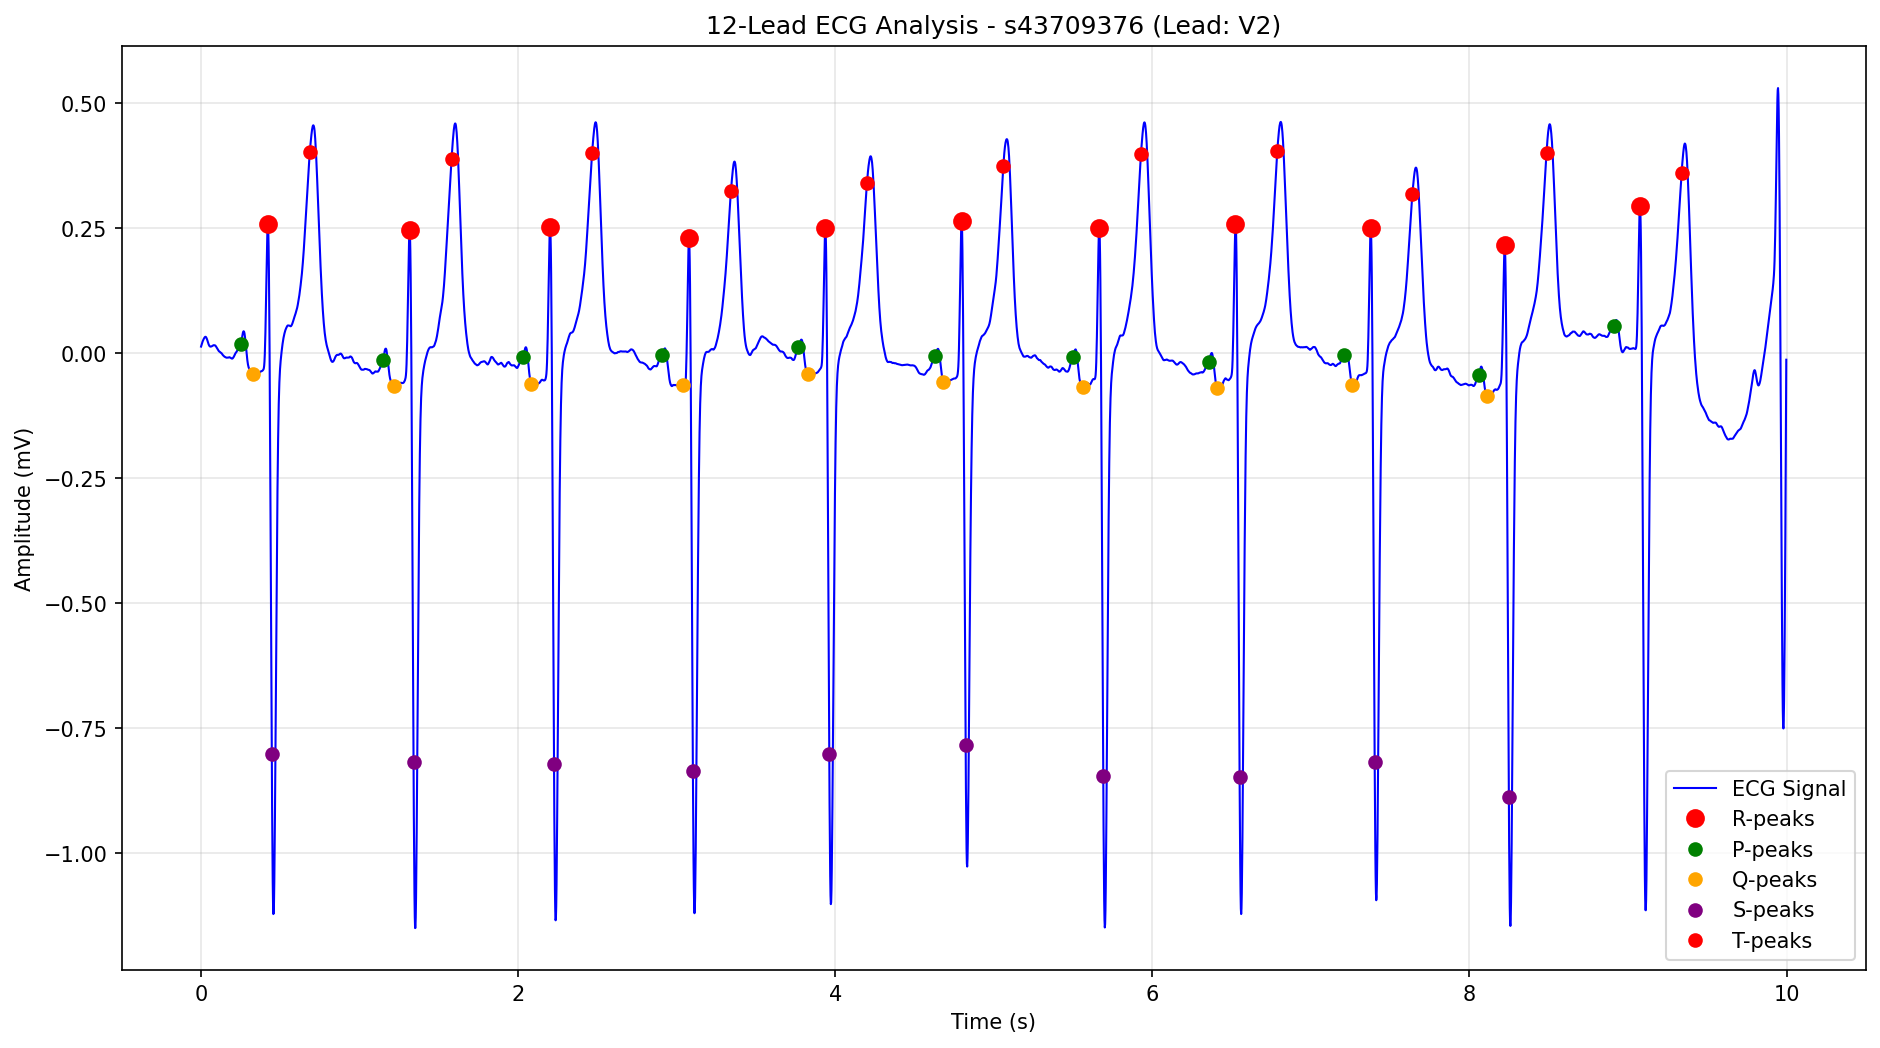 12-Lead ECG Analysis - s43709376 (Lead: V2)
Amplitude (mV)
0.50
0.25
0.00
−0.25
−0.50
−0.75
−1.00
0 2 4 6 8 10
Time (s)
ECG Signal
R-peaks
P-peaks
Q-peaks
S-peaks
T-peaks